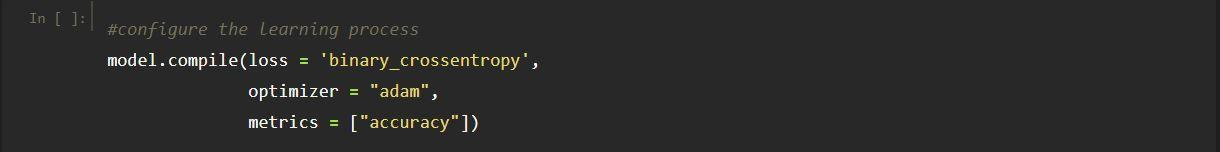 In [ ]:
#configure the learning process
model.compile(loss = 'binary_crossentropy',
optimizer = "adam",
metrics = ["accuracy"])